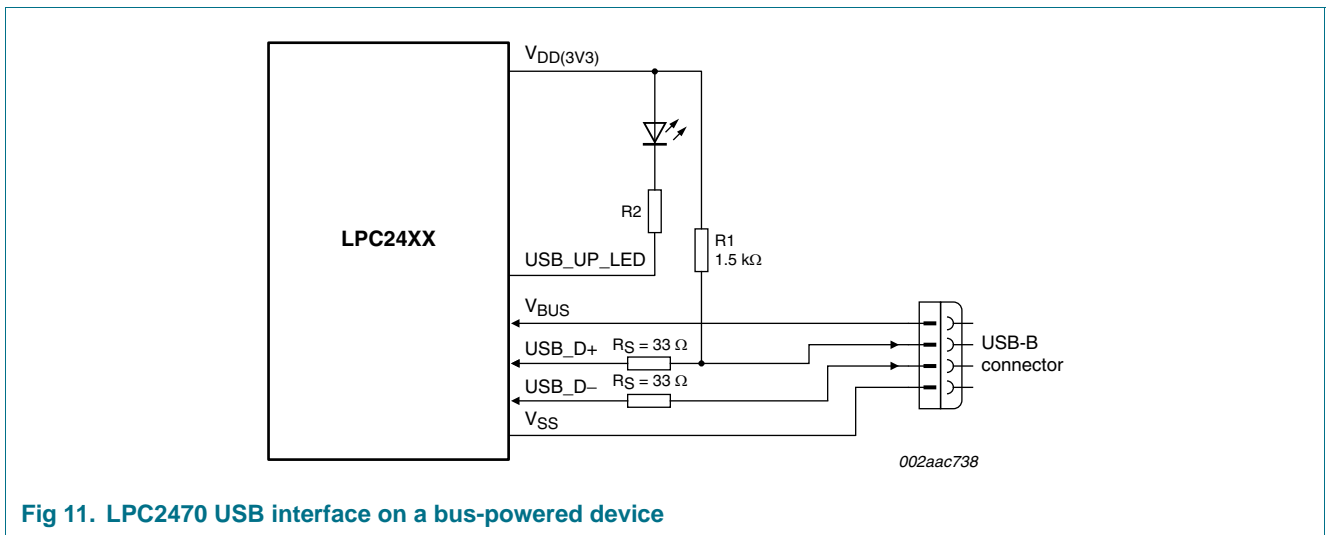 VDD(3V3)
R2
LPC24XX
R1
1.5 kΩ
USB_UP_LED
VBUS
USB_D+ RS = 33 Ω
USB_D− RS = 33 Ω
VSS
USB-B
connector
002aac738
Fig 11. LPC2470 USB interface on a bus-powered device